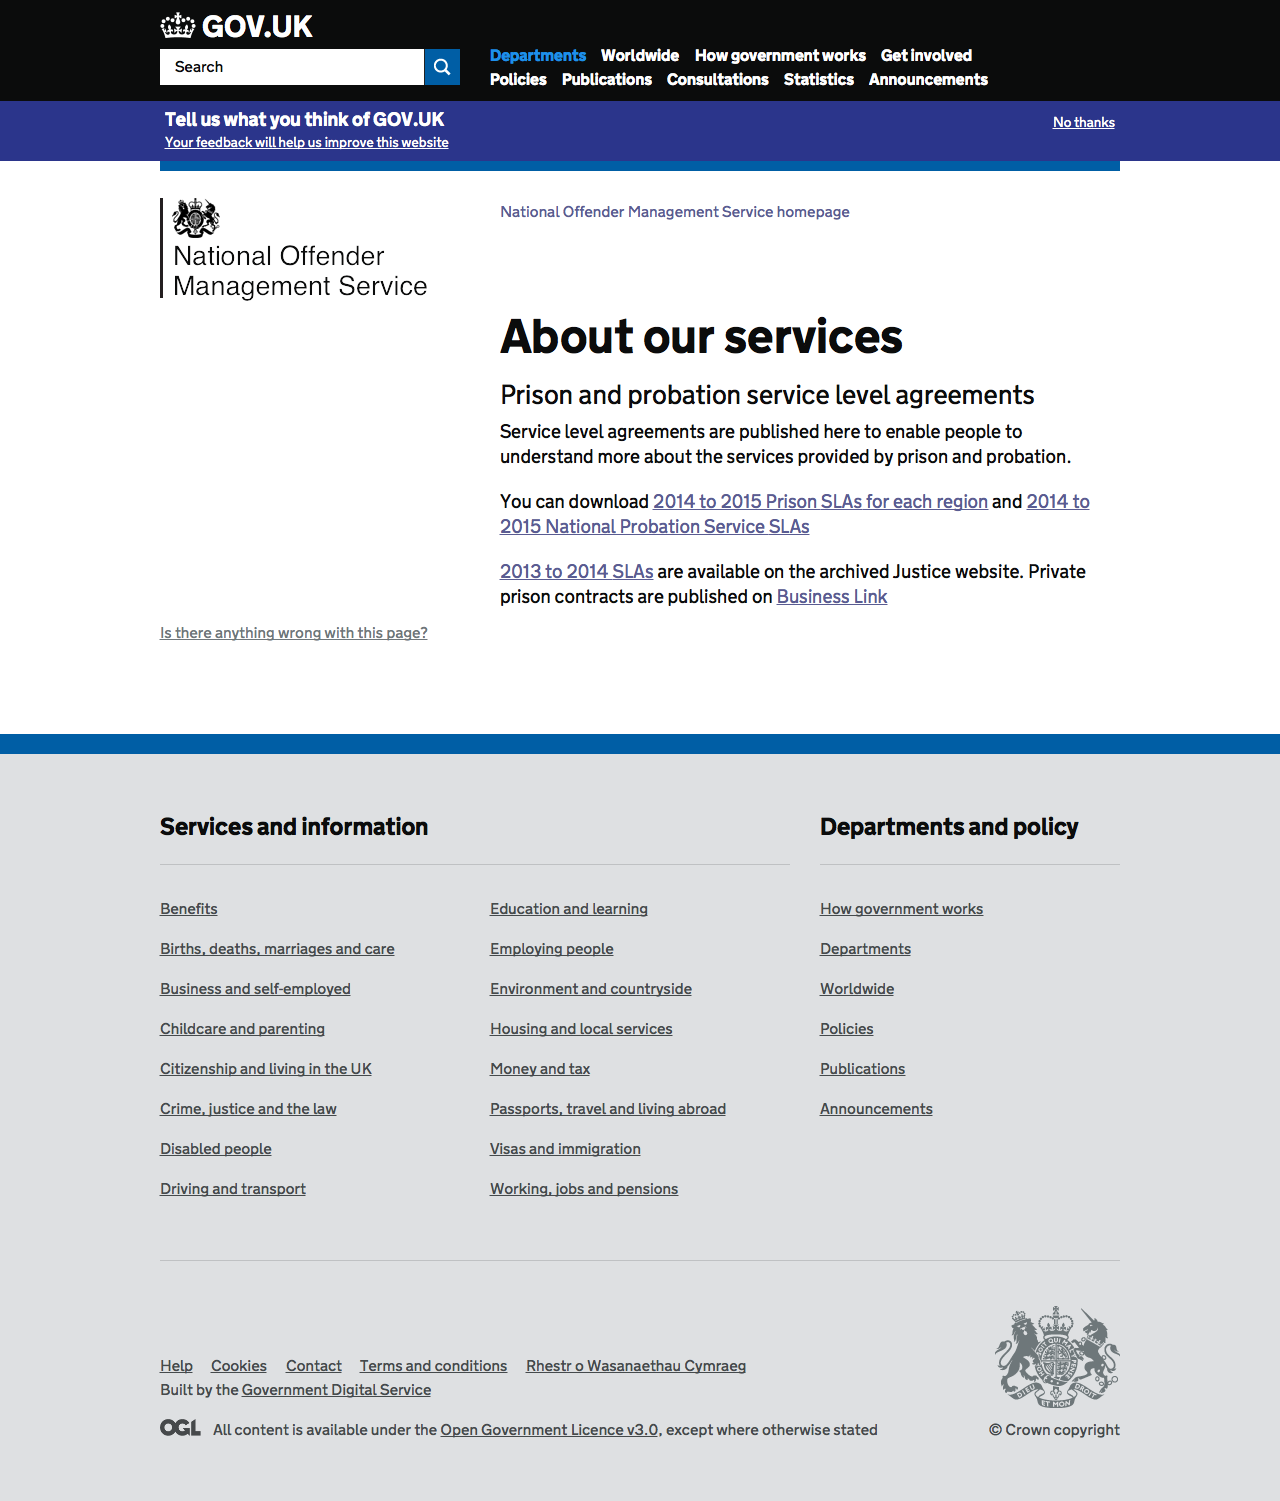 GOV.UK
Search
Departments Worldwide How government works Get involved
Policies Publications Consultations Statistics Announcements
Tell us what you think of GOV.UK
Your feedback will help us improve this website
No thanks
National Offender
Management Service
National Offender Management Service homepage
About our services
Prison and probation service level agreements
Service level agreements are published here to enable people to
understand more about the services provided by prison and probation.
You can download 2014 to 2015 Prison SLAs for each region and 2014 to
2015 National Probation Service SLAs
2013 to 2014 SLAs are available on the archived Justice website. Private
prison contracts are published on Business Link
Is there anything wrong with this page?
Services and information
Benefits
Births, deaths, marriages and care
Business and self-employed
Childcare and parenting
Citizenship and living in the UK
Crime, justice and the law
Disabled people
Driving and transport
Education and learning
Employing people
Environment and countryside
Housing and local services
Money and tax
Passports, travel and living abroad
Visas and immigration
Working, jobs and pensions
Departments and policy
How government works
Departments
Worldwide
Policies
Publications
Announcements
Help Cookies Contact Terms and conditions Rhestr o Wasanaethau Cymraeg
Built by the Government Digital Service
OGL All content is available under the Open Government Licence v3.0, except where otherwise stated
DIEU ET MON DROIT
© Crown copyright